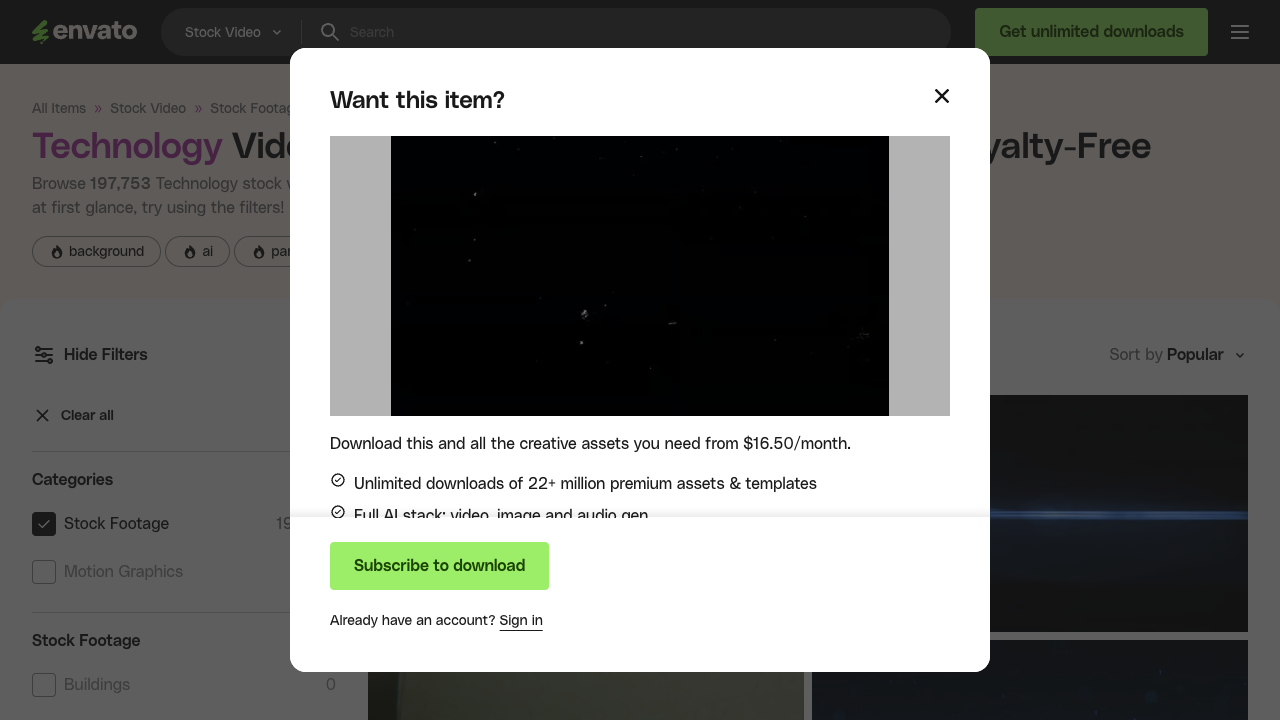 envato
Stock Video
Search
Get unlimited downloads
All Items » Stock Video » Stock
Technology
yalty-Free
Browse 197,753 Technology stock
at first glance, try using the filters!
background
ai
Hide Filters
Sort by Popular
Clear all
Categories
Stock Footage
Motion Graphics
Stock Footage
Buildings
0
Want this item?
Download this and all the creative assets you need from $16.50/month.
Unlimited downloads of 22+ million premium assets & templates
Full AI stack: video, image and audio gen
Subscribe to download
Already have an account? Sign in